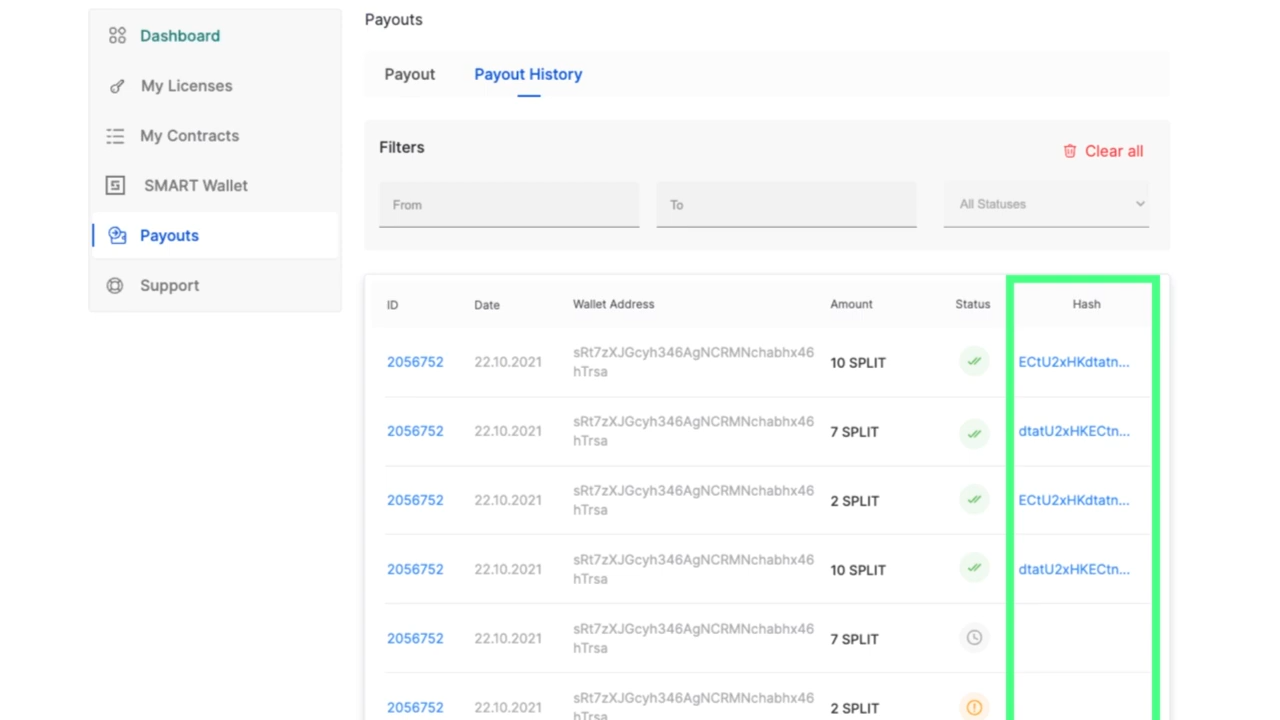 Dashboard
My Licenses
My Contracts
SMART Wallet
Payouts
Support
Payouts
Payout Payout History
Filters
Clear all
From To All Statuses
ID Date Wallet Address Amount Status Hash
2056752 22.10.2021 sRt7zXJGcyh346AgNCRMNchabhx46 10 SPLIT ECtU2xHKdtatn...
hTrsa
2056752 22.10.2021 sRt7zXJGcyh346AgNCRMNchabhx46 7 SPLIT dtatU2xHKECtn...
hTrsa
2056752 22.10.2021 sRt7zXJGcyh346AgNCRMNchabhx46 2 SPLIT ECtU2xHKdtatn...
hTrsa
2056752 22.10.2021 sRt7zXJGcyh346AgNCRMNchabhx46 10 SPLIT dtatU2xHKECtn...
hTrsa
2056752 22.10.2021 sRt7zXJGcyh346AgNCRMNchabhx46 7 SPLIT
hTrsa
2056752 22.10.2021 sRt7zXJGcyh346AgNCRMNchabhx46 2 SPLIT
hTrsa